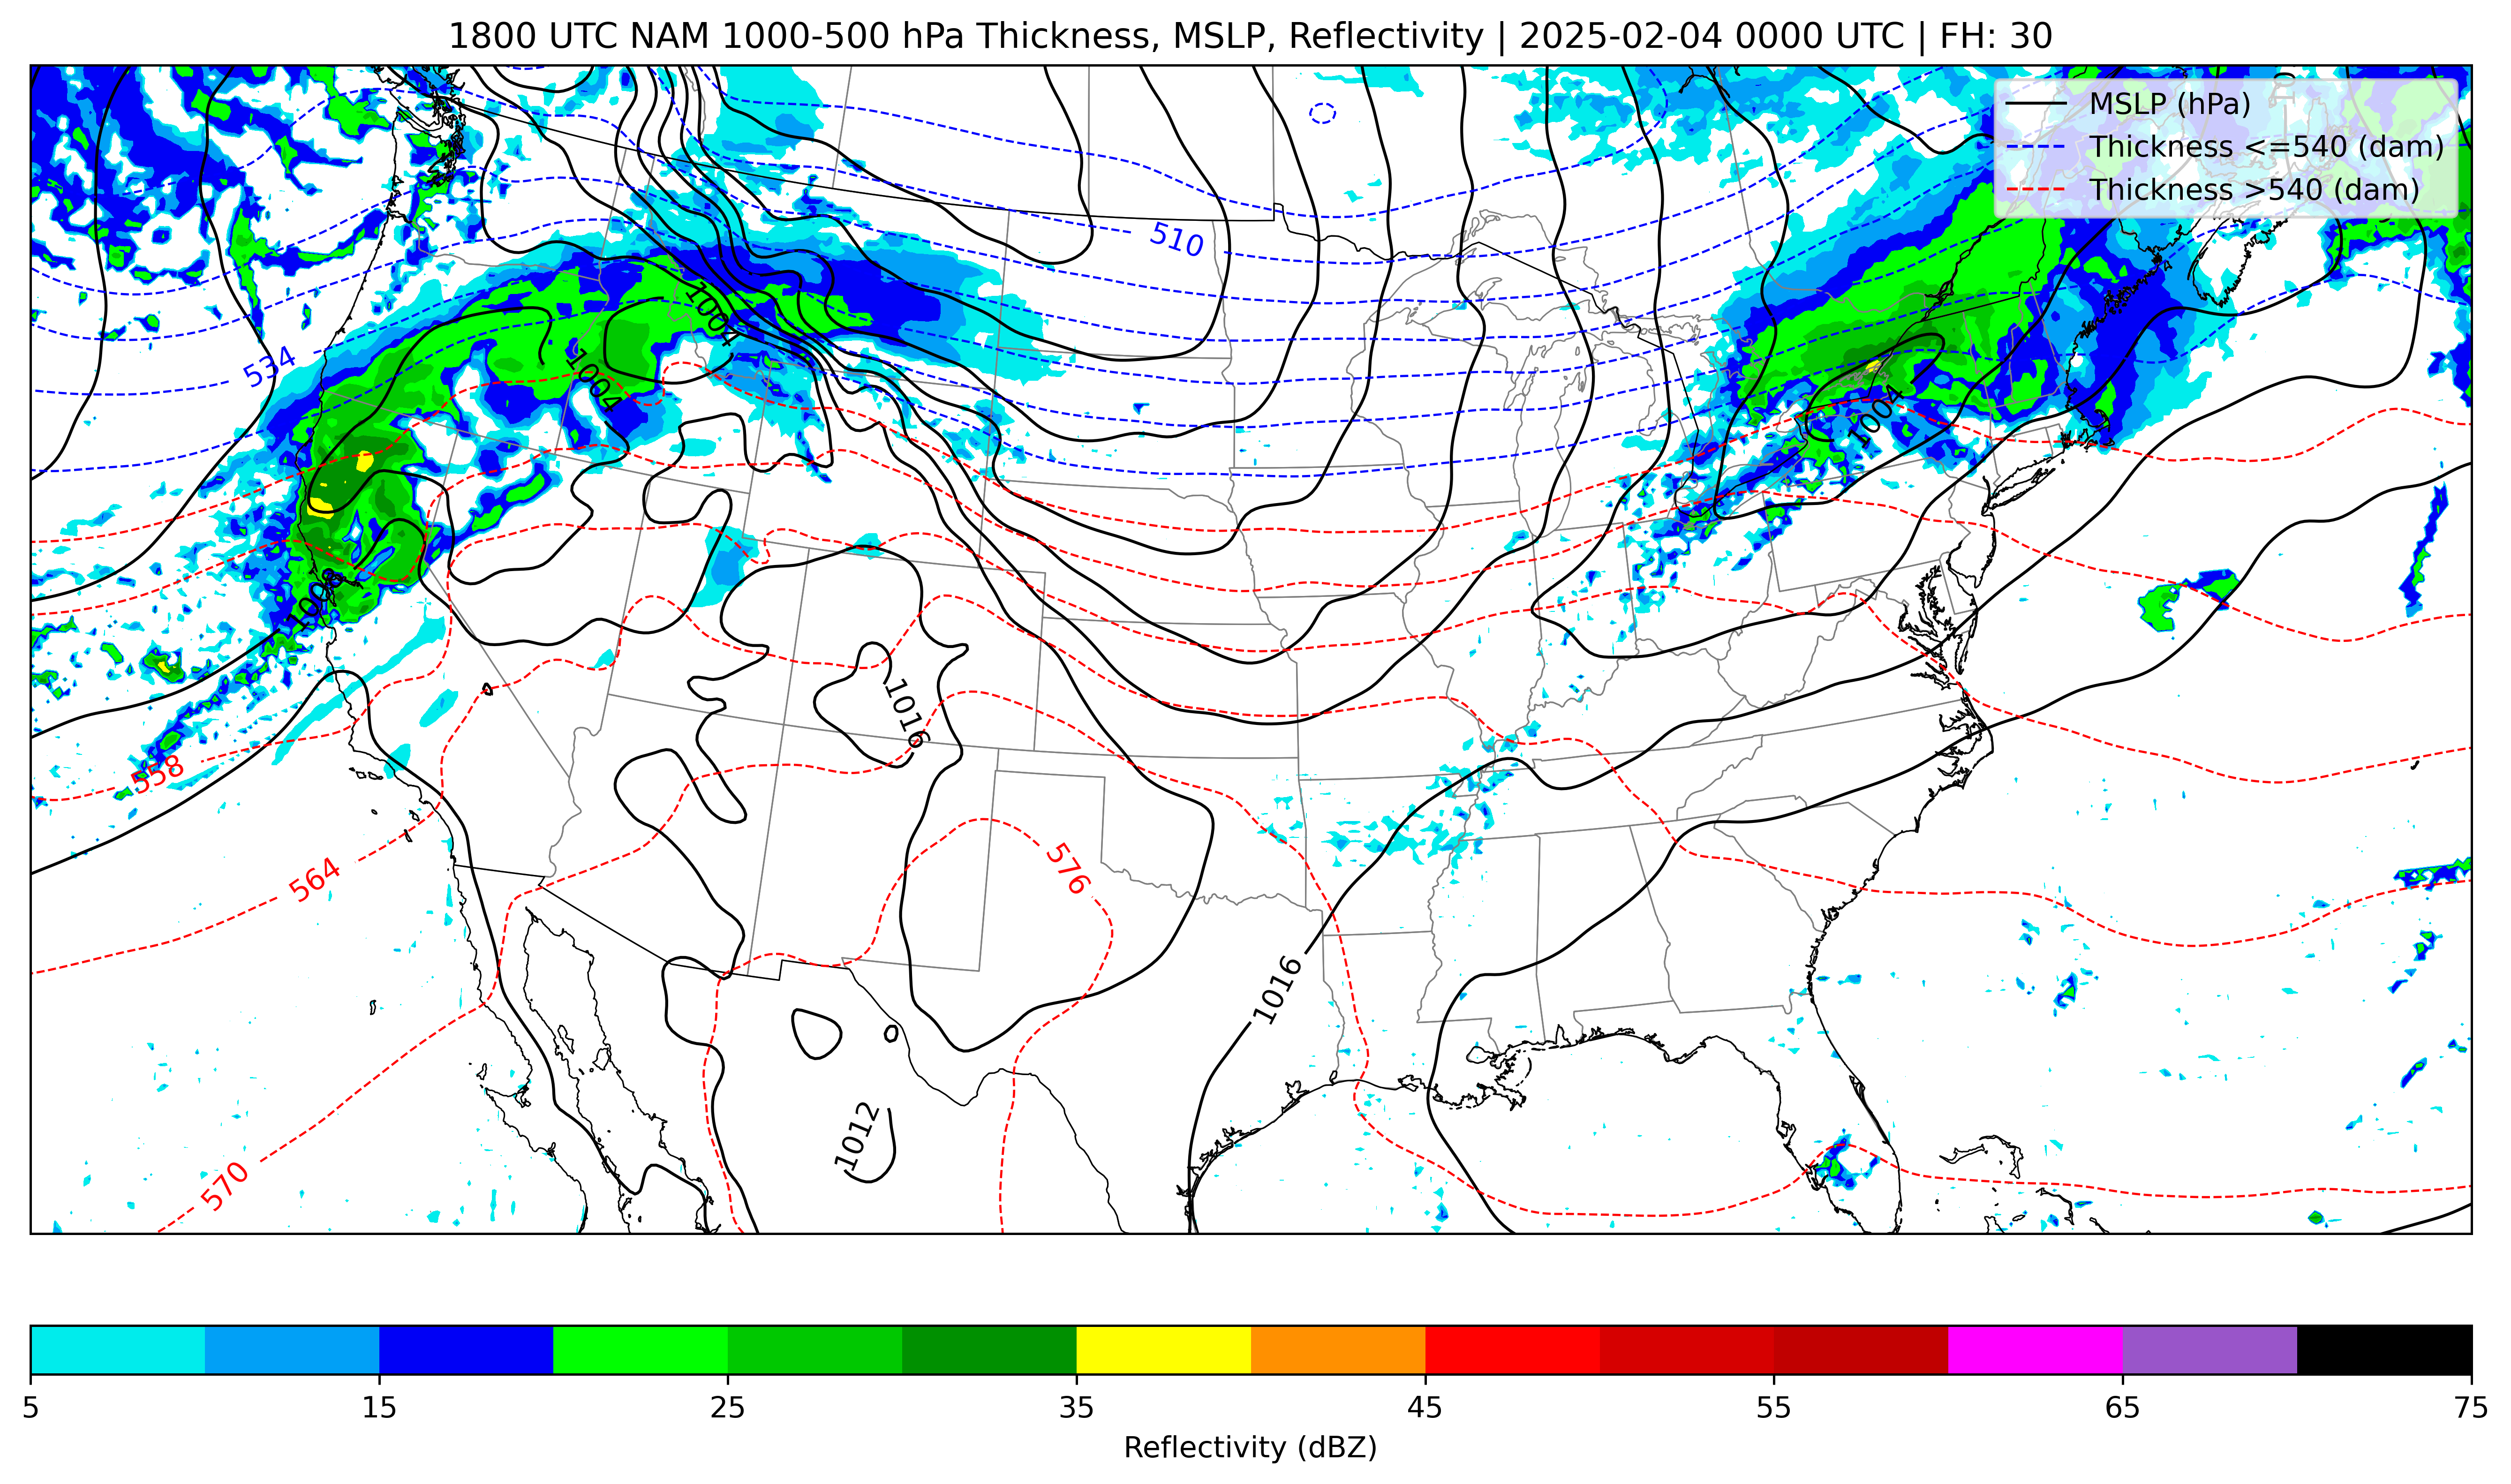 1800 UTC NAM 1000-500 hPa Thickness, MSLP, Reflectivity | 2025-02-04 0000 UTC | FH: 30
MSLP (hPa)
Thickness <=540 (dam)
Thickness >540 (dam)
510
1004
534
1004
1004
1016
558
576
564
1016
1012
570
5 15 25 35 45 55 65 75
Reflectivity (dBZ)